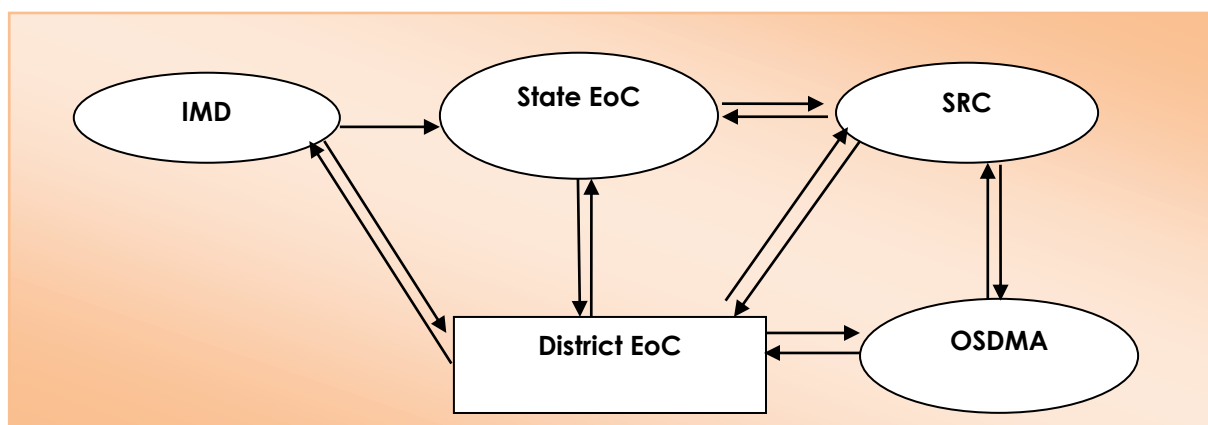 IMD
State EoC
SRC
District EoC
OSDMA